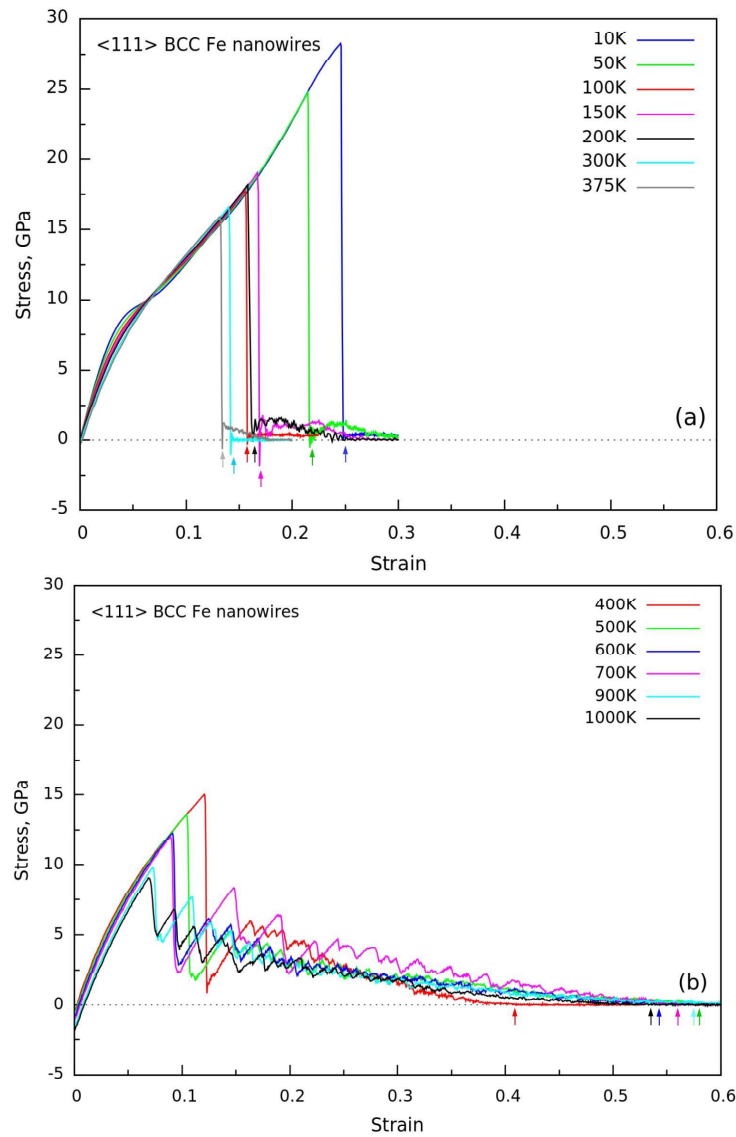 30
<111> BCC Fe nanowires
10K
50K
25
100K
150K
20
200K
300K
375K
15
Stress, GPa
10
5
(a)
0
-5
0 0.1 0.2 0.3 0.4 0.5 0.6
Strain
30
<111> BCC Fe nanowires
400K
500K
25
600K
700K
900K
20
1000K
15
Stress, GPa
10
5
(b)
0
-5
0 0.1 0.2 0.3 0.4 0.5 0.6
Strain